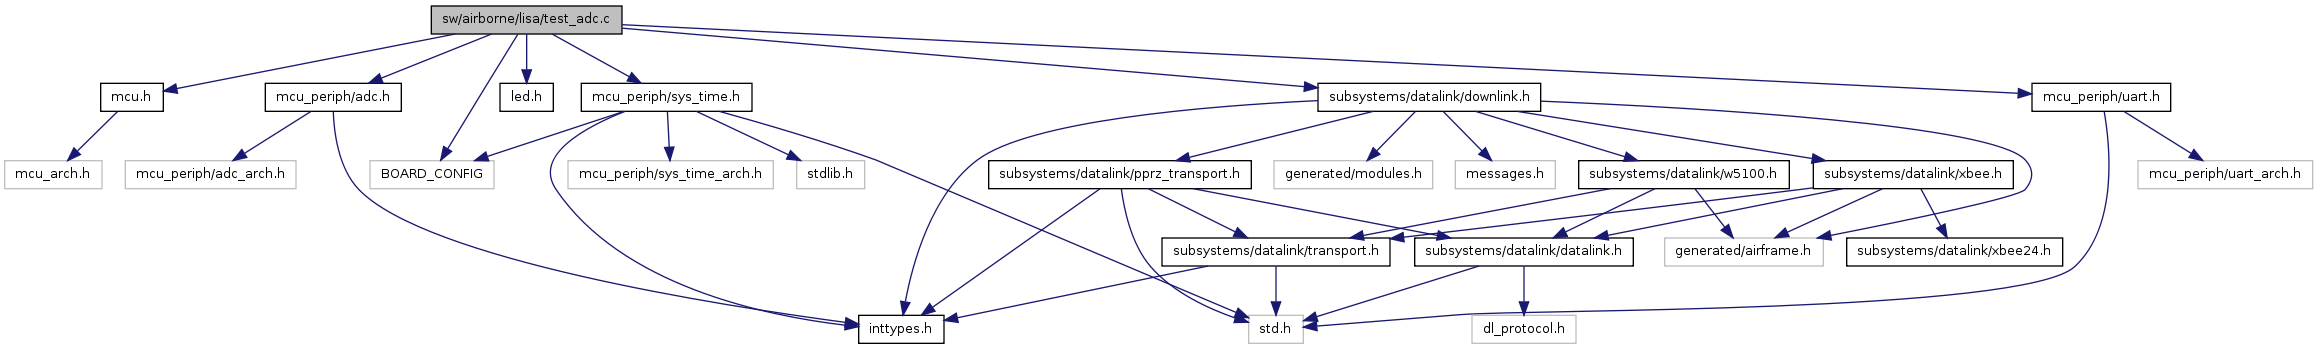 sw/airborne/lisa/test_adc.c
mcu.h
mcu_periph/adc.h
led.h
mcu_periph/sys_time.h
subsystems/datalink/downlink.h
mcu_periph/uart.h
mcu_arch.h
mcu_periph/adc_arch.h
BOARD_CONFIG
mcu_periph/sys_time_arch.h
stdlib.h
subsystems/datalink/pprz_transport.h
generated/modules.h
messages.h
subsystems/datalink/w5100.h
subsystems/datalink/xbee.h
mcu_periph/uart_arch.h
subsystems/datalink/transport.h
subsystems/datalink/datalink.h
generated/airframe.h
subsystems/datalink/xbee24.h
inttypes.h
std.h
dl_protocol.h